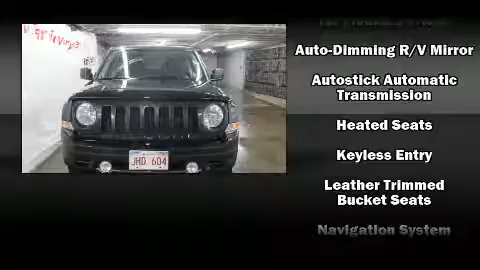 Auto-Dimming R/V Mirror
Autostick Automatic
Transmission
Heated Seats
Keyless Entry
Leather Trimmed
Bucket Seats
Navigation System
JHD 604